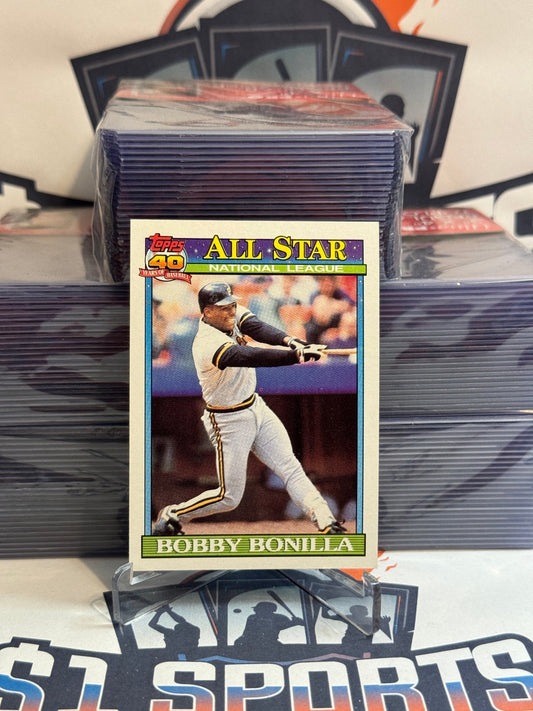 Topps
40
YEARS OF BASEBALL
ALL STAR
NATIONAL LEAGUE
BOBBY BONILLA
$1 SPORTS